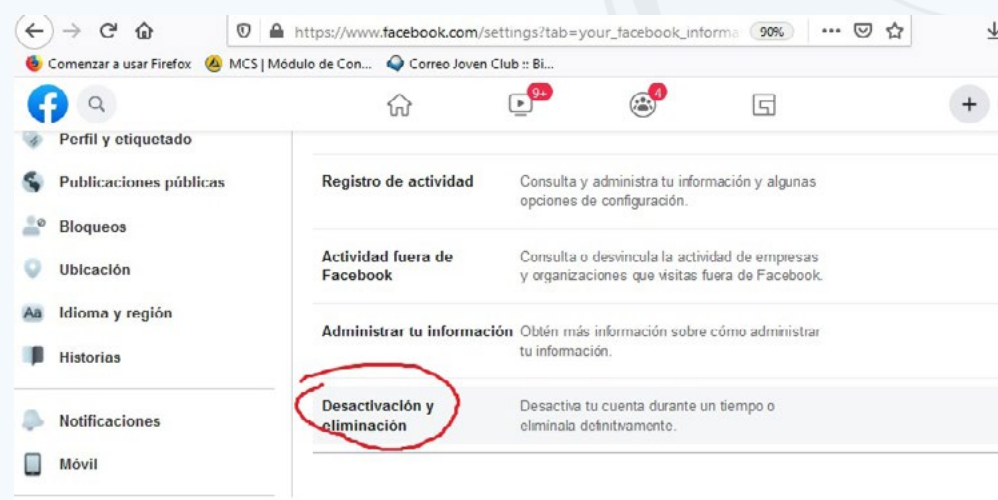 https://www.facebook.com/settings?tab=your_facebook_informa 90%
Comenzar a usar Firefox MCS | Módulo de Con... Correo Joven Club :: Bi...
9+ 4
Perfil y etiquetado
Publicaciones públicas
Bloqueos
Ubicación
Aa Idioma y región
Historias
Notificaciones
Móvil
Registro de actividad
Consulta y administra tu información y algunas
opciones de configuración.
Actividad fuera de
Facebook
Consulta o desvincula la actividad de empresas
y organizaciones que visitas fuera de Facebook.
Administrar tu información
Obtén más información sobre cómo administrar
tu información.
Desactivación y
eliminación
Desactiva tu cuenta durante un tiempo o
elimínala definitivamente.